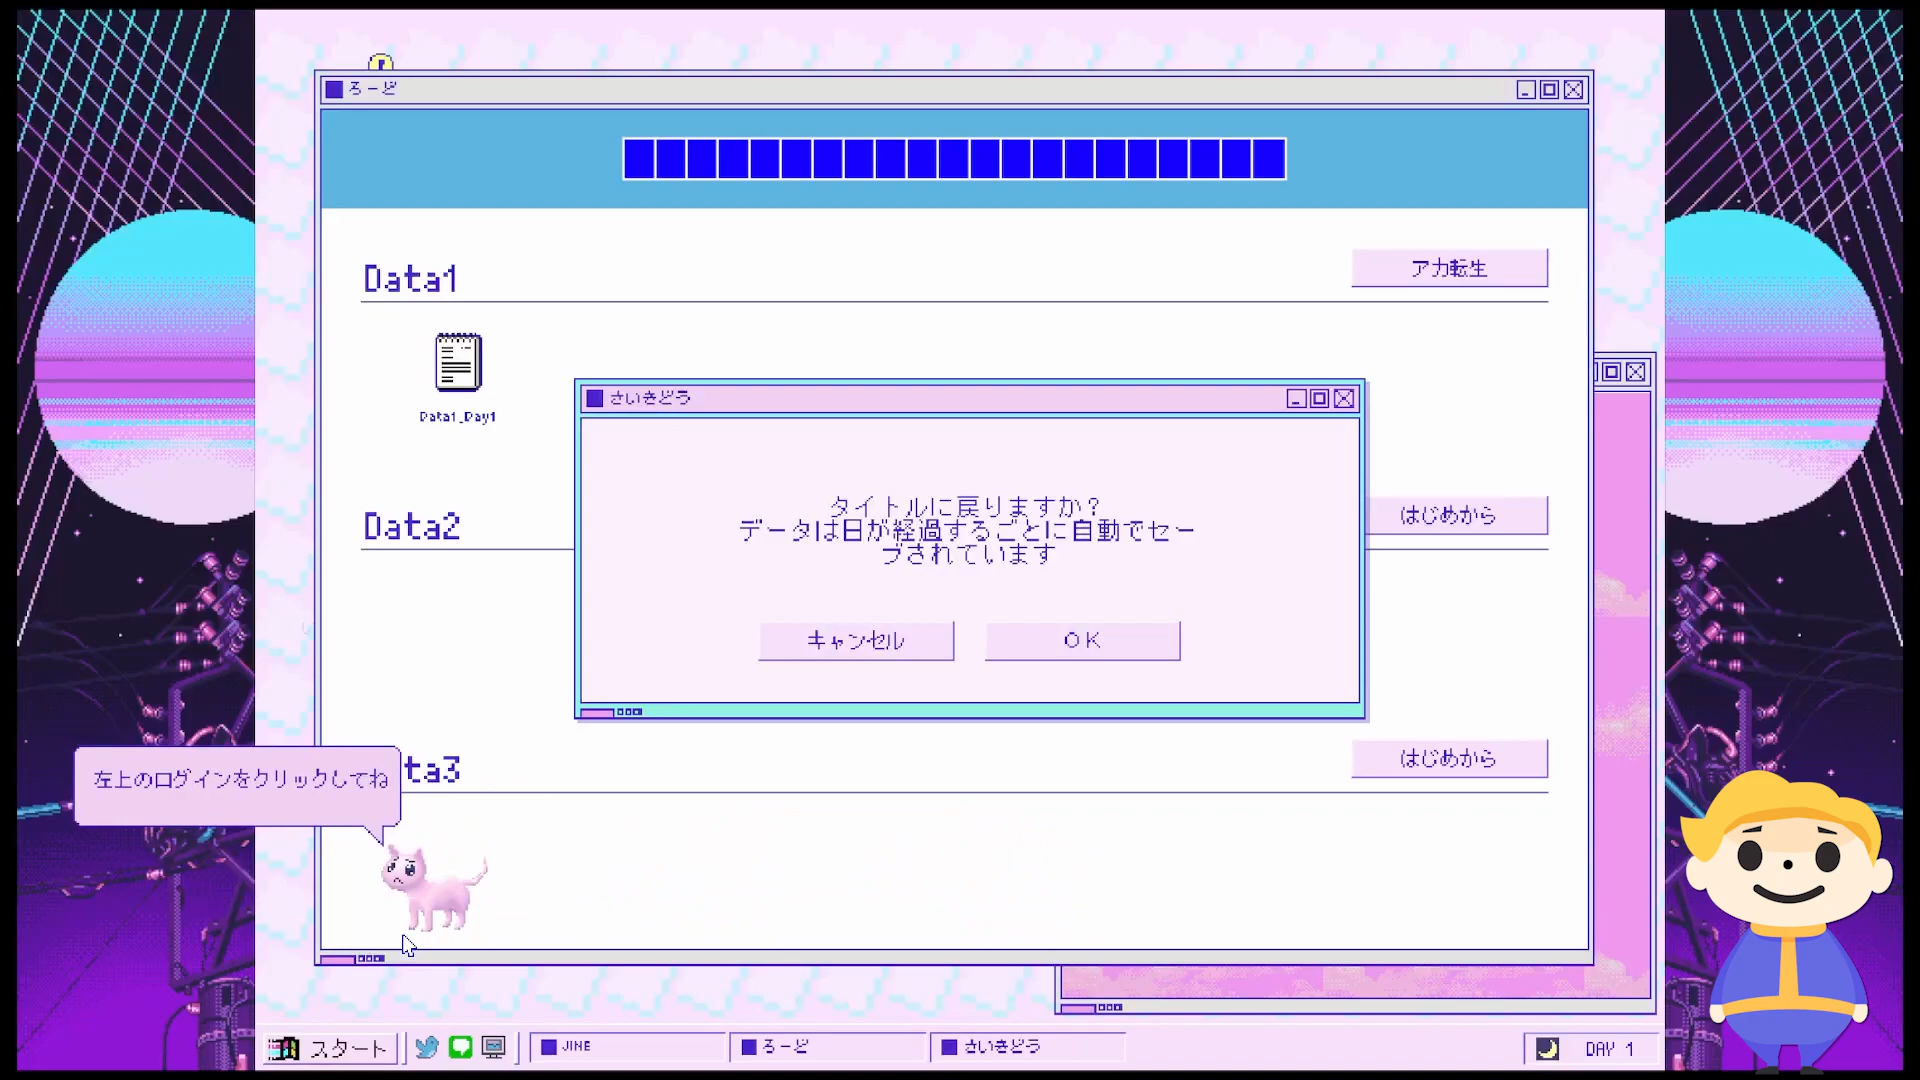 ろーど
Data1
アカ転生
Data1_Day1
さいきどう
タイトルに戻りますか？
データは日が経過するごとに自動でセー
ブされています
キャンセル
ＯＫ
Data2
はじめから
左上のログインをクリックしてね
ta3
はじめから
スタート
JINE
ろーど
さいきどう
DAY 1